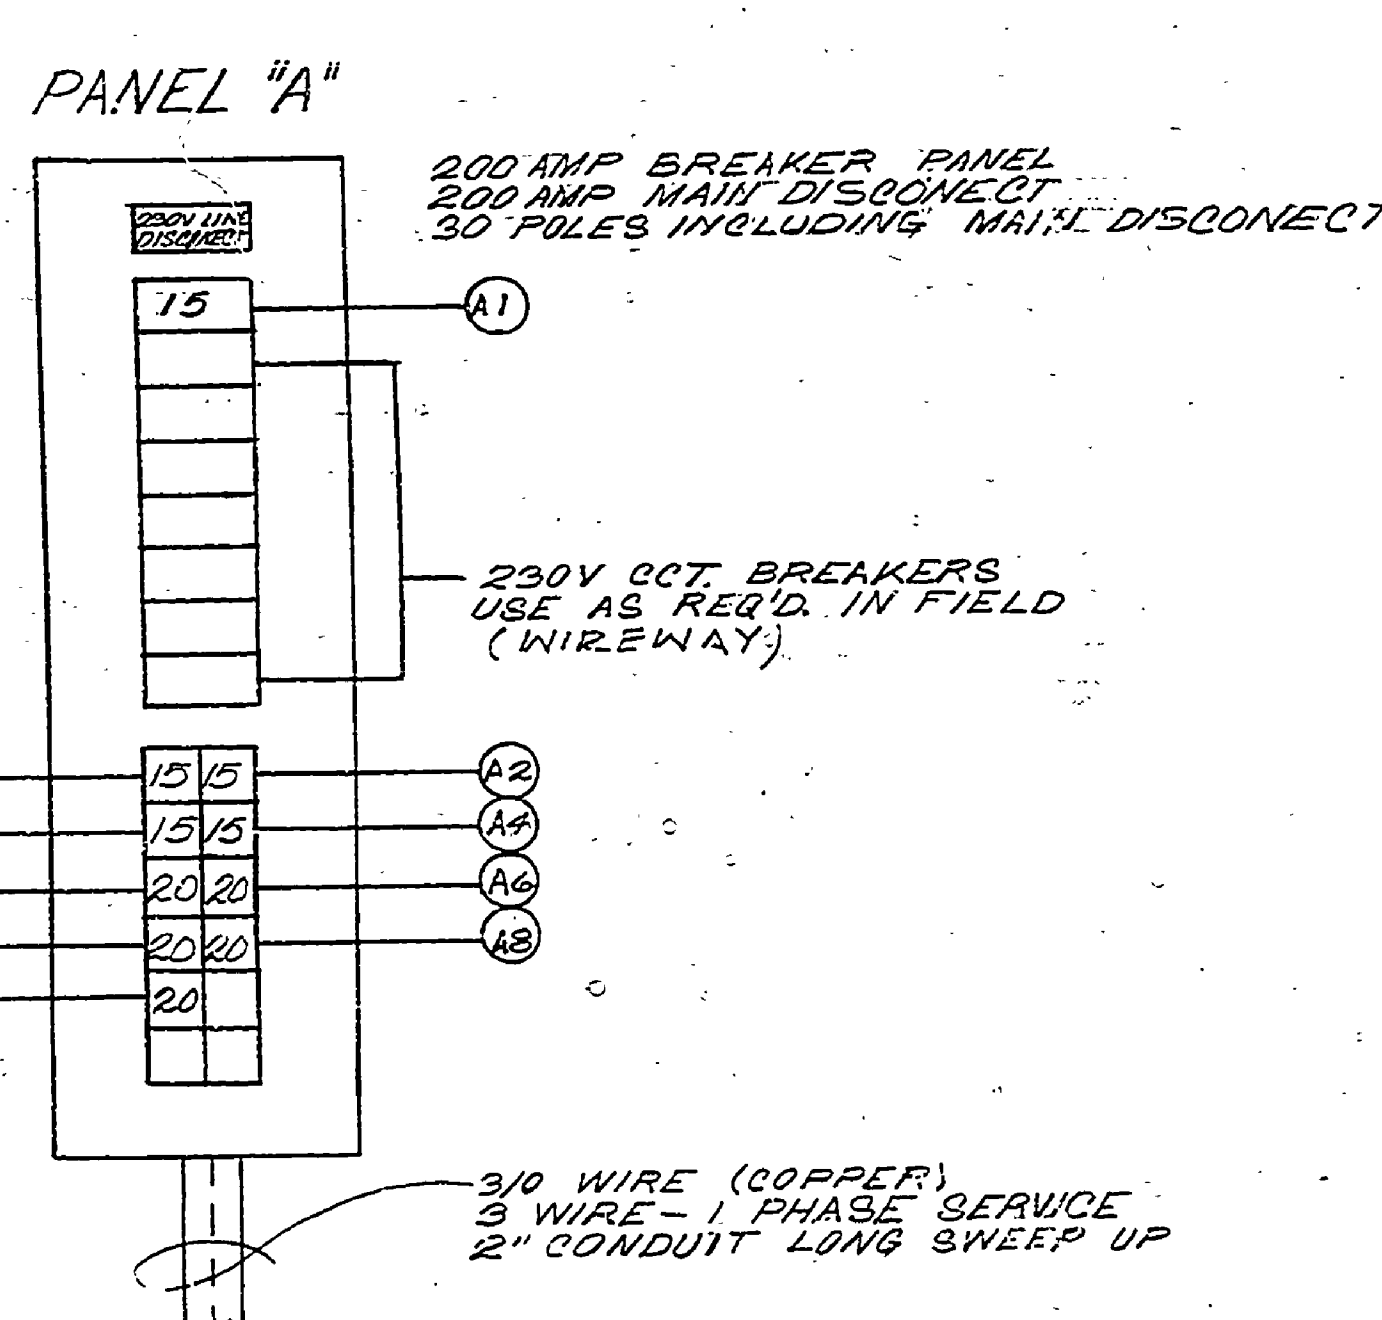 PANEL "A"
200 AMP BREAKER PANEL
200 AMP MAIN DISCONECT
30 POLES INCLUDING MAIN DISCONECT
230V LINE
DISCNECT
15
A1
230V CCT. BREAKERS
USE AS REQ'D. IN FIELD
(WIREWAY)
15 15 A2
15 15 A4
20 20 A6
20 20 A8
20
3/0 WIRE (COPPER)
3 WIRE - 1 PHASE SERVICE
2" CONDUIT LONG SWEEP UP